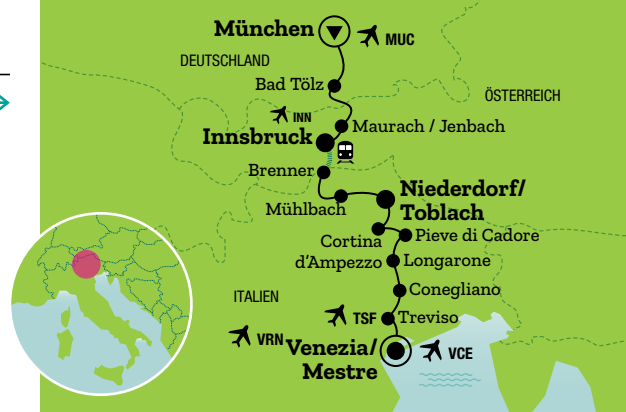 München
MUC
DEUTSCHLAND
Bad Tölz
ÖSTERREICH
INN
Maurach / Jenbach
Innsbruck
Brenner
Niederdorf/
Toblach
Mühlbach
Pieve di Cadore
Cortina
d'Ampezzo
Longarone
Conegliano
ITALIEN
TSF
Treviso
VRN
Venezia/
Mestre
VCE